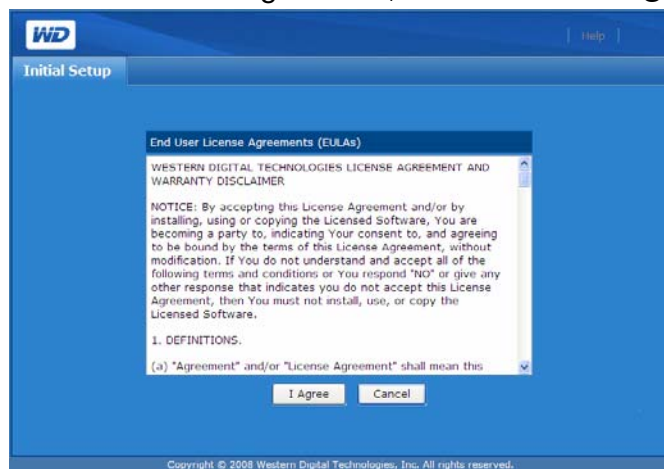 WD
Help
Initial Setup
End User License Agreements (EULAs)
WESTERN DIGITAL TECHNOLOGIES LICENSE AGREEMENT AND
WARRANTY DISCLAIMER
NOTICE: By accepting this License Agreement and/or by
installing, using or copying the Licensed Software, You are
becoming a party to, indicating Your consent to, and agreeing
to be bound by the terms of this License Agreement, without
modification. If You do not understand and accept all of the
following terms and conditions or You respond "NO" or give any
other response that indicates you do not accept this License
Agreement, then You must not install, use, or copy the
Licensed Software.
1. DEFINITIONS.
(a) "Agreement" and/or "License Agreement" shall mean this
I Agree Cancel
Copyright © 2008 Western Digital Technologies, Inc. All rights reserved.